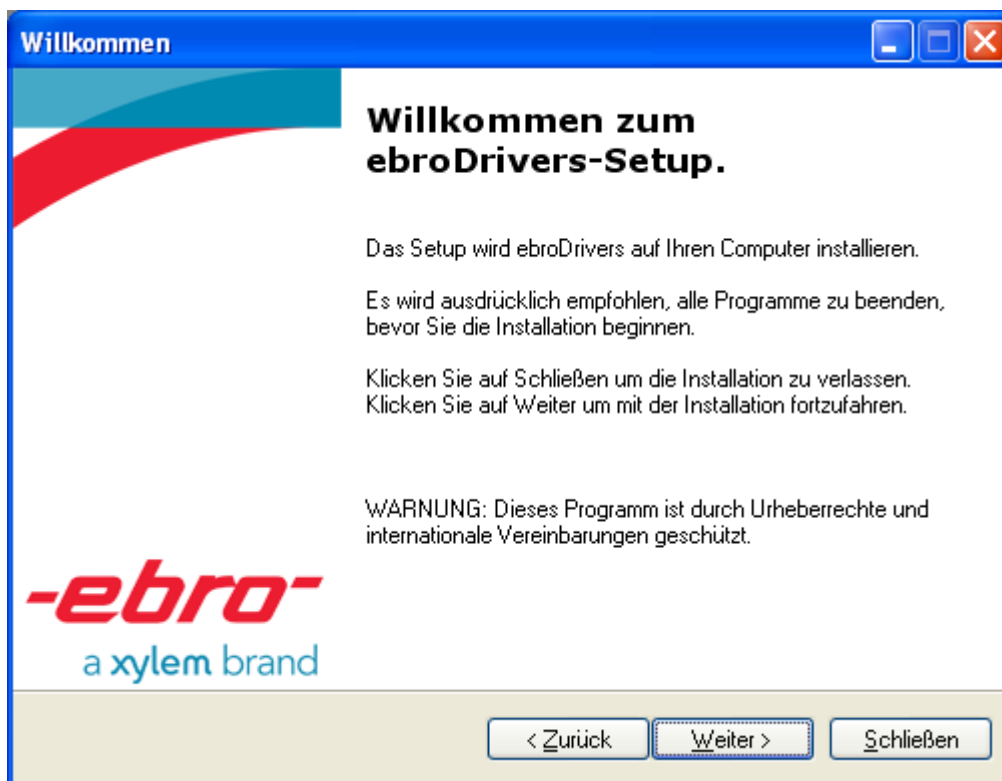 Willkommen
Willkommen zum
ebroDrivers-Setup.
Das Setup wird ebroDrivers auf Ihren Computer installieren.
Es wird ausdrücklich empfohlen, alle Programme zu beenden,
bevor Sie die Installation beginnen.
Klicken Sie auf Schließen um die Installation zu verlassen.
Klicken Sie auf Weiter um mit der Installation fortzufahren.
WARNUNG: Dieses Programm ist durch Urheberrechte und
internationale Vereinbarungen geschützt.
-ebro-
a xylem brand
< Zurück Weiter > Schließen